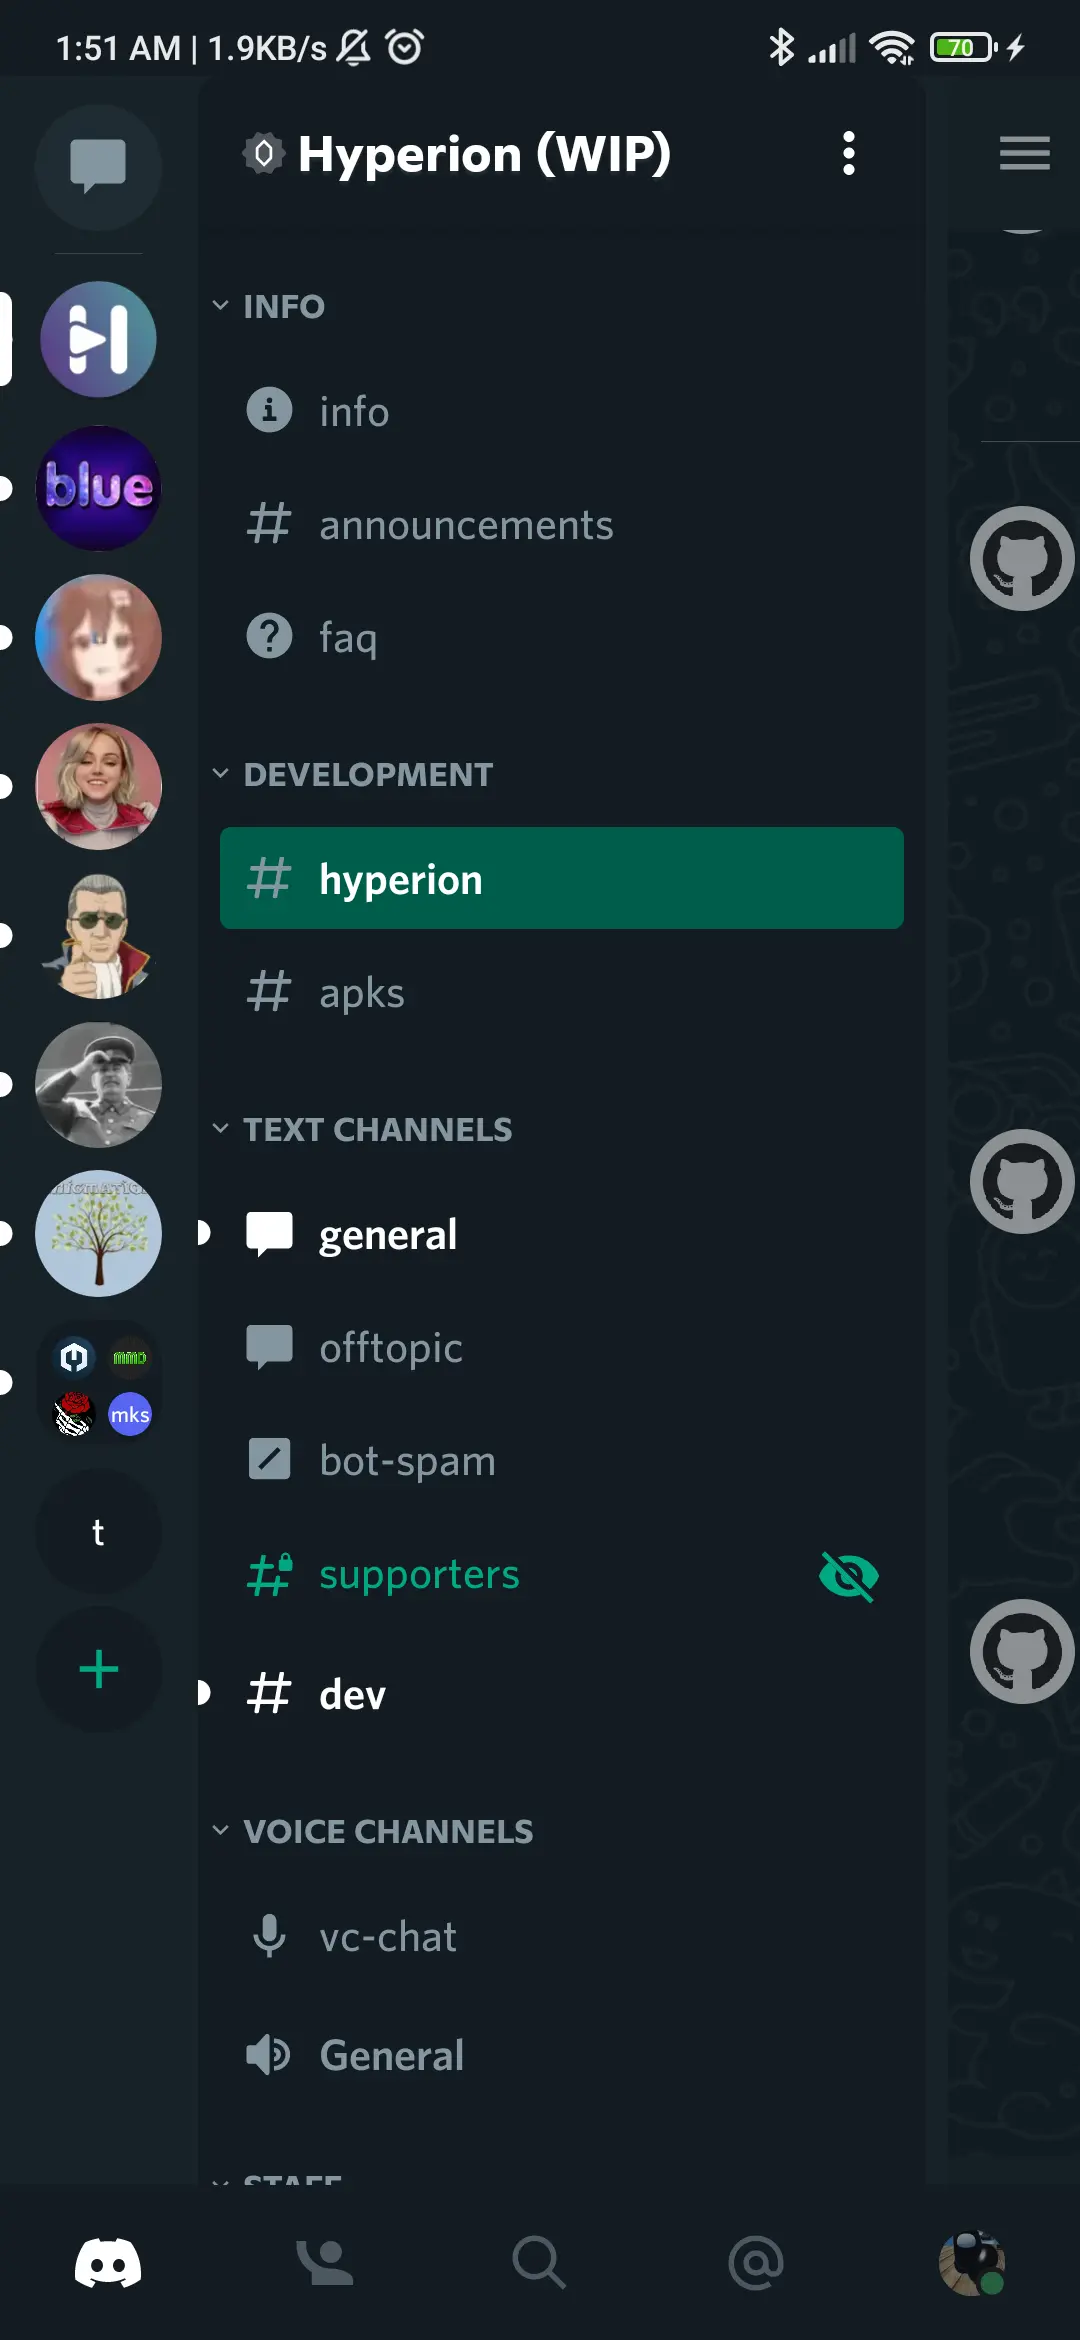 1:51 AM | 1.9KB/s
70
Hyperion (WIP)
INFO
info
announcements
faq
DEVELOPMENT
hyperion
apks
TEXT CHANNELS
general
offtopic
bot-spam
supporters
dev
VOICE CHANNELS
vc-chat
General
STAFF
blue
mmd
mks
t